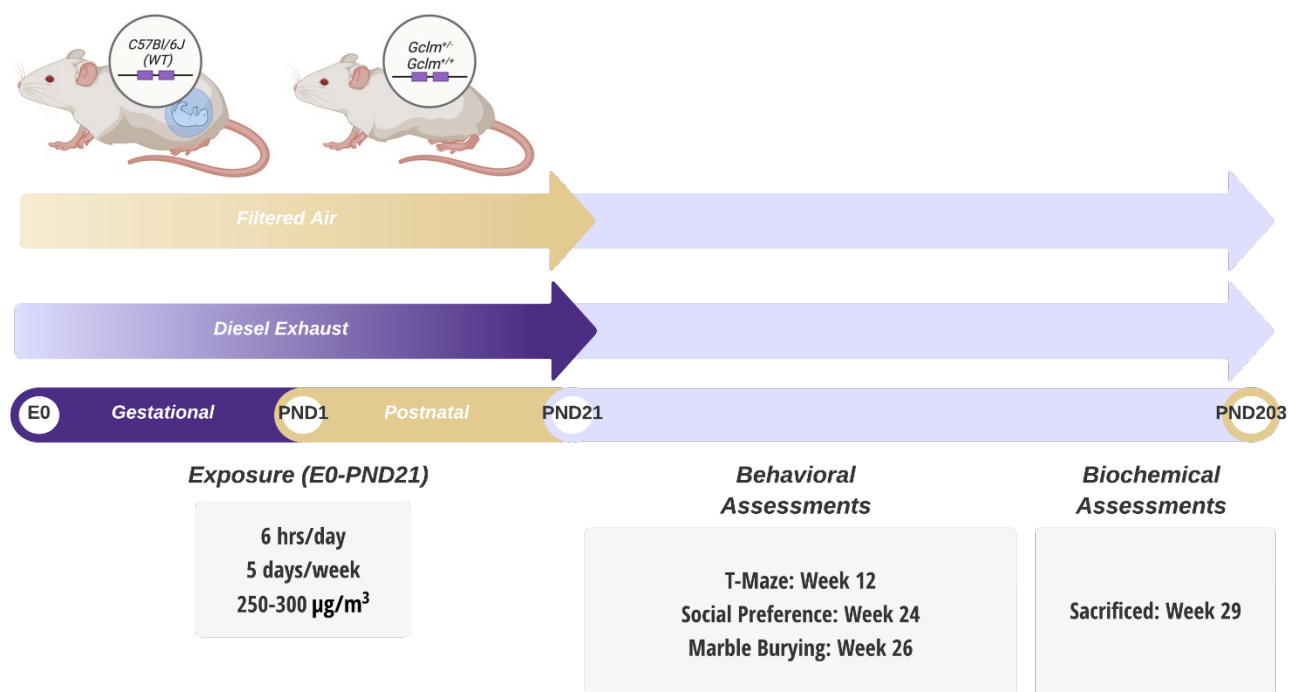 C57Bl/6J
(WT)
Gclm+/-
Gclm+/+
Filtered Air
Diesel Exhaust
E0
Gestational
PND1
Postnatal
PND21
PND203
Exposure (E0-PND21)
6 hrs/day
5 days/week
250-300 µg/m³
Behavioral
Assessments
T-Maze: Week 12
Social Preference: Week 24
Marble Burying: Week 26
Biochemical
Assessments
Sacrificed: Week 29